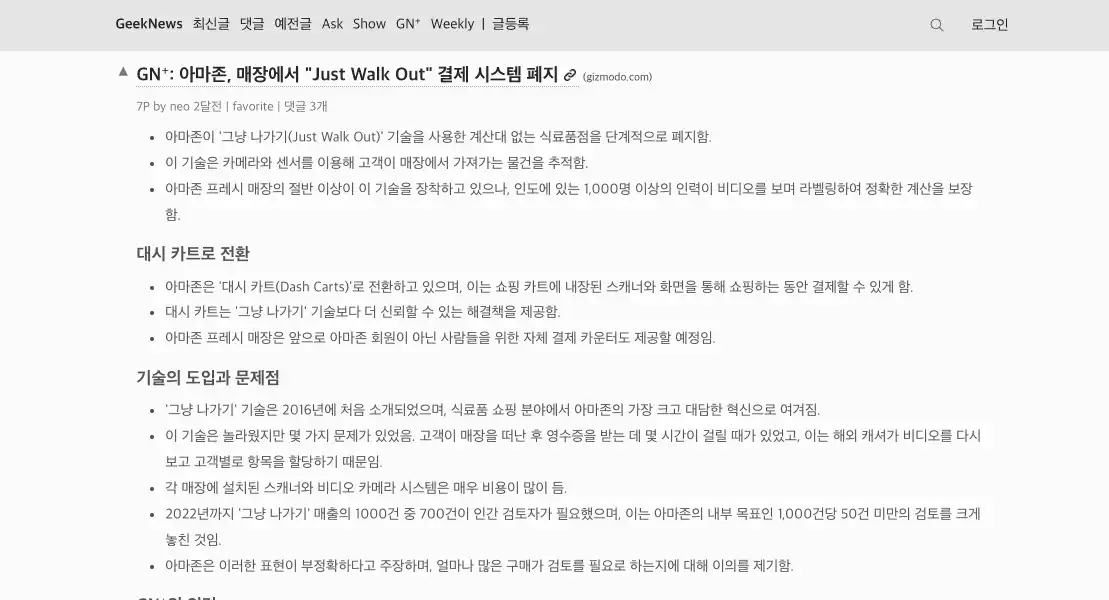 GeekNews 최신글 댓글 예전글 Ask Show GN⁺ Weekly | 글등록 로그인
▲ GN⁺: 아마존, 매장에서 "Just Walk Out" 결제 시스템 폐지 (gizmodo.com)
7P by neo 2달전 | favorite | 댓글 3개
• 아마존이 '그냥 나가기(Just Walk Out)' 기술을 사용한 계산대 없는 식료품점을 단계적으로 폐지함.
• 이 기술은 카메라와 센서를 이용해 고객이 매장에서 가져가는 물건을 추적함.
• 아마존 프레시 매장의 절반 이상이 이 기술을 장착하고 있으나, 인도에 있는 1,000명 이상의 인력이 비디오를 보며 라벨링하여 정확한 계산을 보장
함.
대시 카트로 전환
• 아마존은 '대시 카트(Dash Carts)'로 전환하고 있으며, 이는 쇼핑 카트에 내장된 스캐너와 화면을 통해 쇼핑하는 동안 결제할 수 있게 함.
• 대시 카트는 '그냥 나가기' 기술보다 더 신뢰할 수 있는 해결책을 제공함.
• 아마존 프레시 매장은 앞으로 아마존 회원이 아닌 사람들을 위한 자체 결제 카운터도 제공할 예정임.
기술의 도입과 문제점
• '그냥 나가기' 기술은 2016년에 처음 소개되었으며, 식료품 쇼핑 분야에서 아마존의 가장 크고 대담한 혁신으로 여겨짐.
• 이 기술은 놀라웠지만 몇 가지 문제가 있었음. 고객이 매장을 떠난 후 영수증을 받는 데 몇 시간이 걸릴 때가 있었고, 이는 해외 캐셔가 비디오를 다시
보고 고객별로 항목을 할당하기 때문임.
• 각 매장에 설치된 스캐너와 비디오 카메라 시스템은 매우 비용이 많이 듬.
• 2022년까지 '그냥 나가기' 매출의 1000건 중 700건이 인간 검토자가 필요했으며, 이는 아마존의 내부 목표인 1,000건당 50건 미만의 검토를 크게
놓친 것임.
• 아마존은 이러한 표현이 부정확하다고 주장하며, 얼마나 많은 구매가 검토를 필요로 하는지에 대해 이의를 제기함.